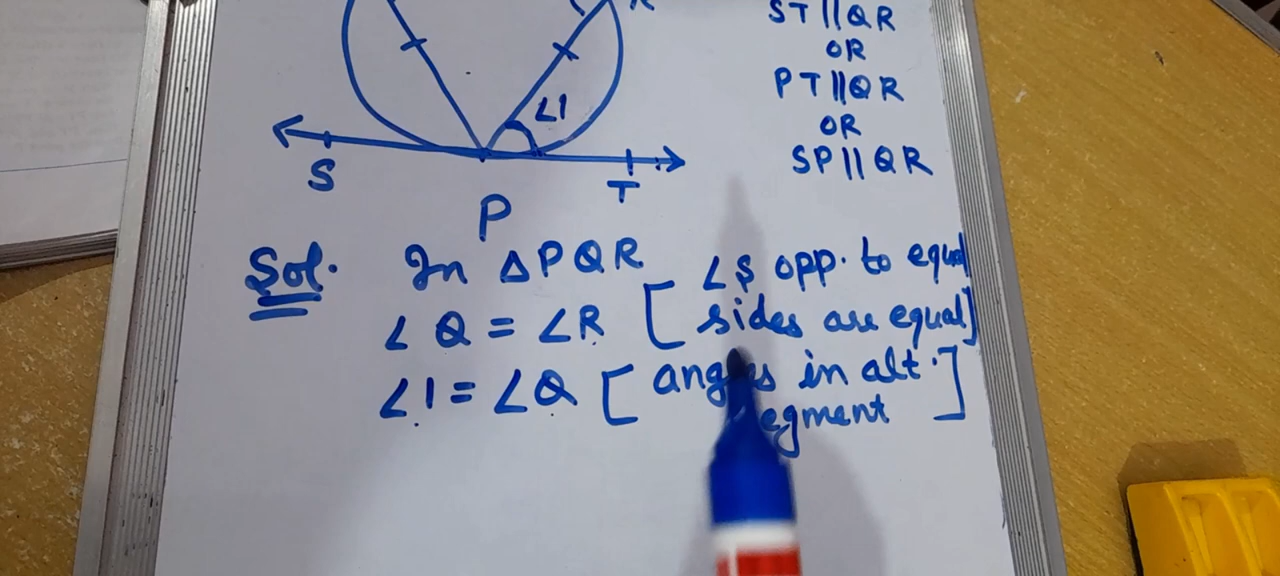 ST || QR
OR
PT || QR
∠1
OR
SP || QR
S
T
P
Sol. In △PQR
∠Q = ∠R [∠s opp. to equal sides are equal]
∠1 = ∠Q [angles in alt. segment]